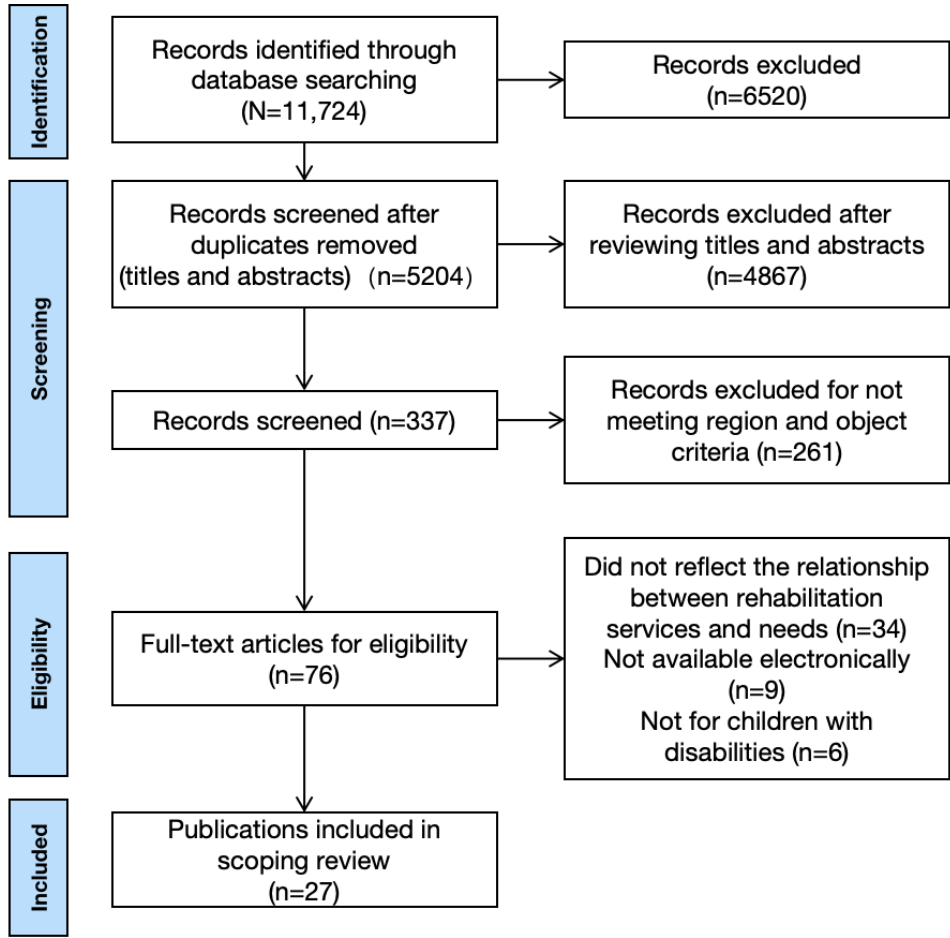 Identification
Records identified through
database searching
(N=11,724)
Records excluded
(n=6520)
Screening
Records screened after
duplicates removed
(titles and abstracts)（n=5204）
Records excluded after
reviewing titles and abstracts
(n=4867)
Records screened (n=337)
Records excluded for not
meeting region and object
criteria (n=261)
Eligibility
Full-text articles for eligibility
(n=76)
Did not reflect the relationship
between rehabilitation
services and needs (n=34)
Not available electronically
(n=9)
Not for children with
disabilities (n=6)
Included
Publications included in
scoping review
(n=27)